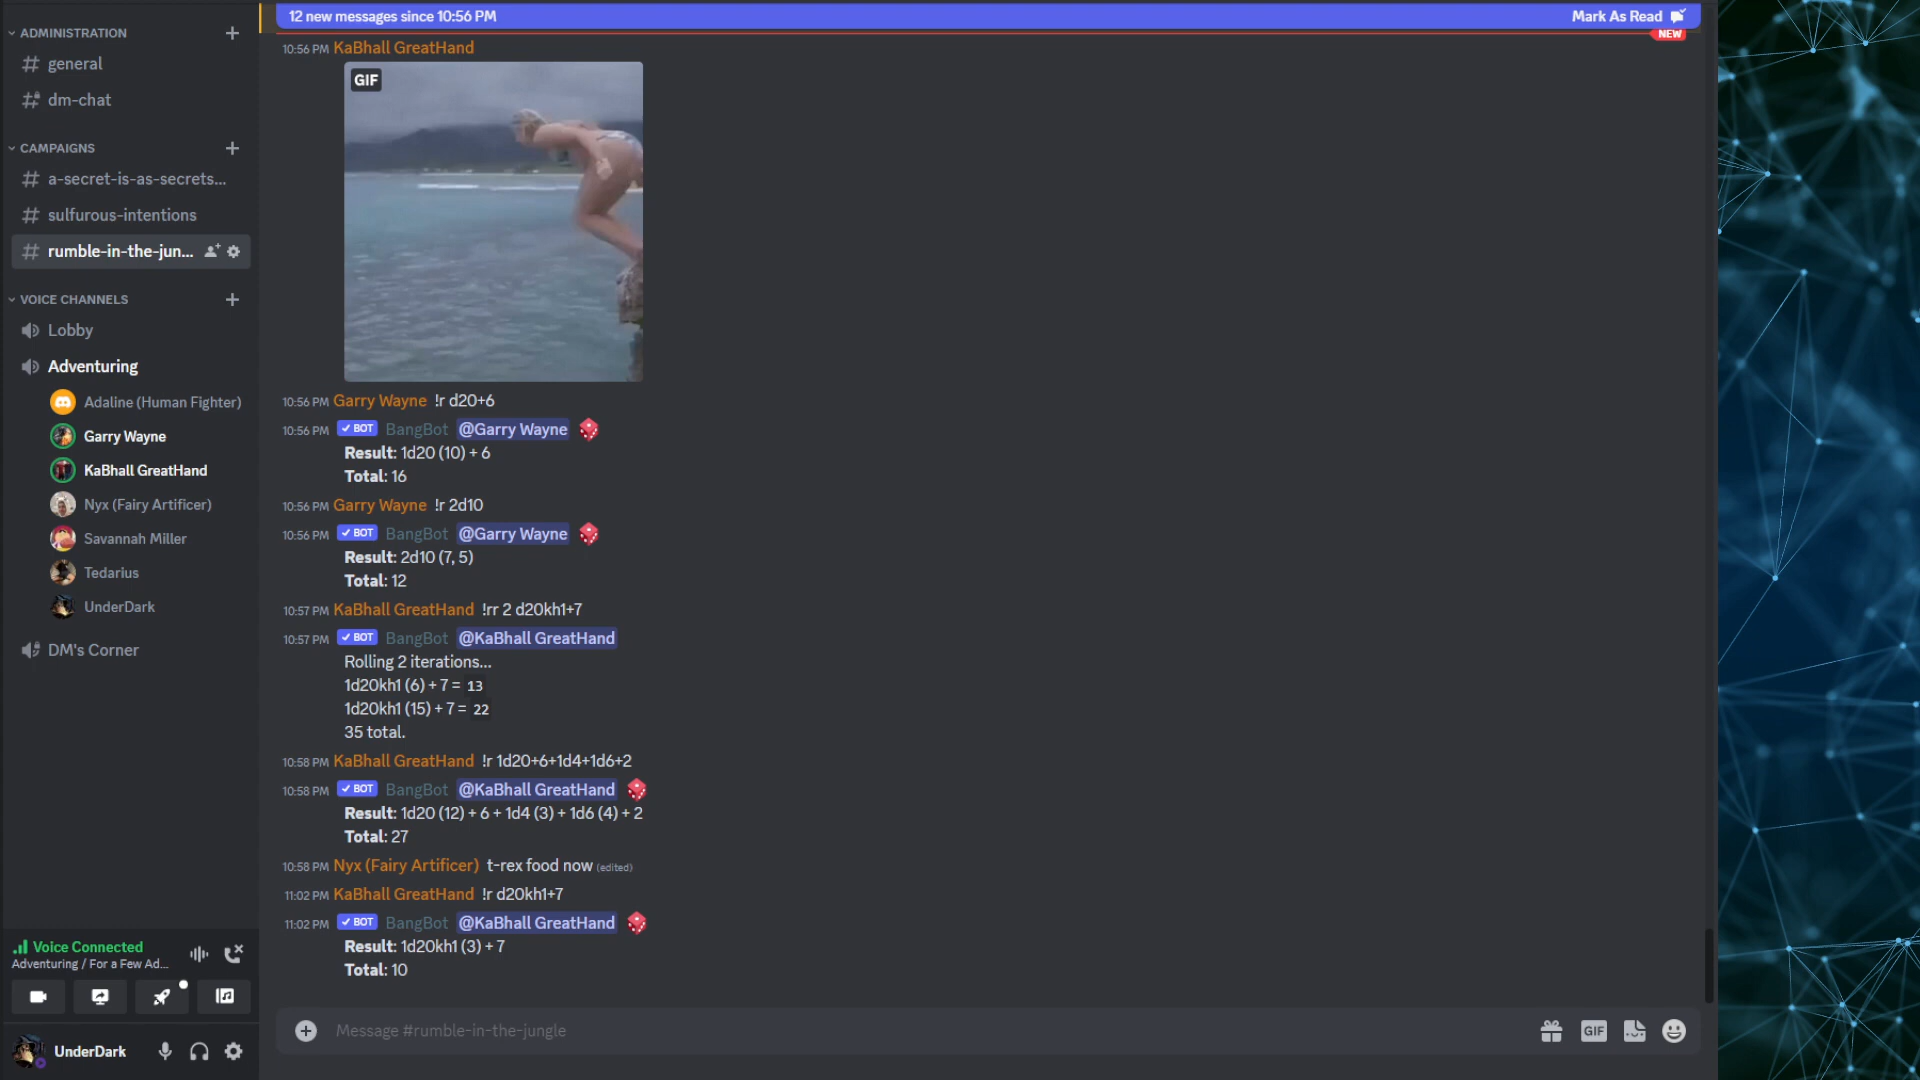 ADMINISTRATION
general
dm-chat
CAMPAIGNS
a-secret-is-as-secrets...
sulfurous-intentions
rumble-in-the-jun...
VOICE CHANNELS
Lobby
Adventuring
Adaline (Human Fighter)
Garry Wayne
KaBhall GreatHand
Nyx (Fairy Artificer)
Savannah Miller
Tedarius
UnderDark
DM's Corner
Voice Connected
Adventuring / For a Few Ad...
UnderDark
12 new messages since 10:56 PM
Mark As Read
NEW
10:56 PM KaBhall GreatHand
GIF
10:56 PM Garry Wayne !r d20+6
10:56 PM BOT BangBot @Garry Wayne
Result: 1d20 (10) + 6
Total: 16
10:56 PM Garry Wayne !r 2d10
10:56 PM BOT BangBot @Garry Wayne
Result: 2d10 (7, 5)
Total: 12
10:57 PM KaBhall GreatHand !rr 2 d20kh1+7
10:57 PM BOT BangBot @KaBhall GreatHand
Rolling 2 iterations...
1d20kh1 (6) + 7 = 13
1d20kh1 (15) + 7 = 22
35 total.
10:58 PM KaBhall GreatHand !r 1d20+6+1d4+1d6+2
10:58 PM BOT BangBot @KaBhall GreatHand
Result: 1d20 (12) + 6 + 1d4 (3) + 1d6 (4) + 2
Total: 27
10:58 PM Nyx (Fairy Artificer) t-rex food now (edited)
11:02 PM KaBhall GreatHand !r d20kh1+7
11:02 PM BOT BangBot @KaBhall GreatHand
Result: 1d20kh1 (3) + 7
Total: 10
Message #rumble-in-the-jungle
GIF